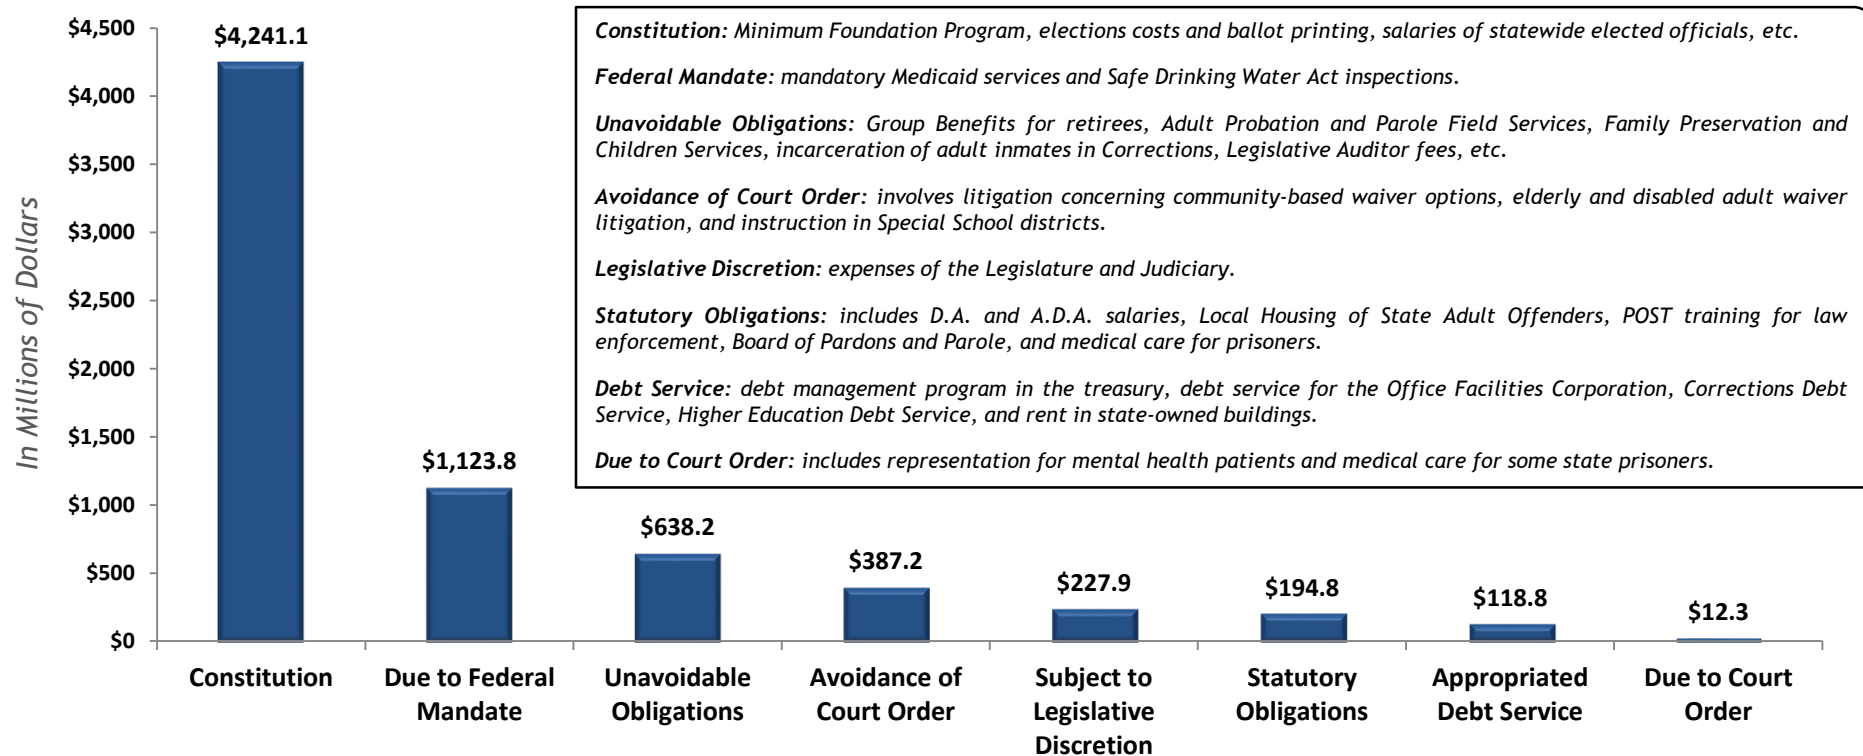 $4,500
$4,000
$3,500
$3,000
$2,500
$2,000
$1,500
$1,000
$500
$0
In Millions of Dollars
$4,241.1
$1,123.8
$638.2
$387.2
$227.9
$194.8
$118.8
$12.3
Constitution: Minimum Foundation Program, elections costs and ballot printing, salaries of statewide elected officials, etc.
Federal Mandate: mandatory Medicaid services and Safe Drinking Water Act inspections.
Unavoidable Obligations: Group Benefits for retirees, Adult Probation and Parole Field Services, Family Preservation and
Children Services, incarceration of adult inmates in Corrections, Legislative Auditor fees, etc.
Avoidance of Court Order: involves litigation concerning community-based waiver options, elderly and disabled adult waiver
litigation, and instruction in Special School districts.
Legislative Discretion: expenses of the Legislature and Judiciary.
Statutory Obligations: includes D.A. and A.D.A. salaries, Local Housing of State Adult Offenders, POST training for law
enforcement, Board of Pardons and Parole, and medical care for prisoners.
Debt Service: debt management program in the treasury, debt service for the Office Facilities Corporation, Corrections Debt
Service, Higher Education Debt Service, and rent in state-owned buildings.
Due to Court Order: includes representation for mental health patients and medical care for some state prisoners.
Constitution
Due to Federal
Mandate
Unavoidable
Obligations
Avoidance of
Court Order
Subject to
Legislative
Discretion
Statutory
Obligations
Appropriated
Debt Service
Due to Court
Order